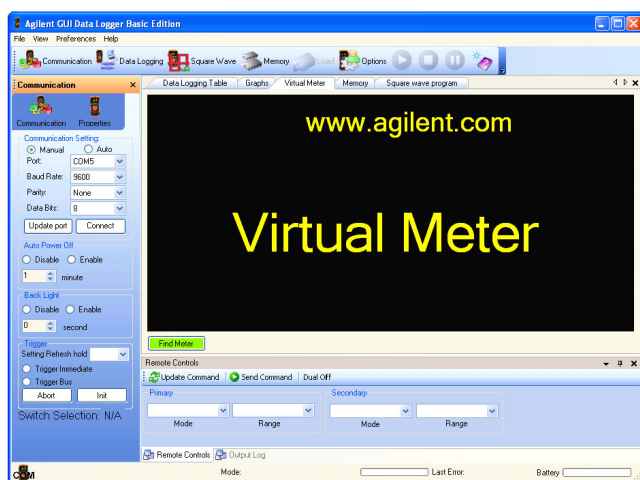 Agilent GUI Data Logger Basic Edition
File View Preferences Help
Communication Data Logging Square Wave Memory Load Options
Communication
Data Logging Table Graphs Virtual Meter Memory Square wave program
Communication Properties
Communication Setting:
Manual Auto
Port: COM5
Baud Rate: 9600
Parity: None
Data Bits: 8
Update port Connect
Auto Power Off
Disable Enable
1 minute
Back Light
Disable Enable
0 second
Trigger
Setting Refresh hold
Trigger Immediate
Trigger Bus
Abort Init
Switch Selection: N/A
www.agilent.com
Virtual Meter
Find Meter
Remote Controls
Update Command Send Command Dual Off
Primary Secondary
Mode Range Mode Range
Remote Controls Output Log
COM Mode: Last Error: Battery